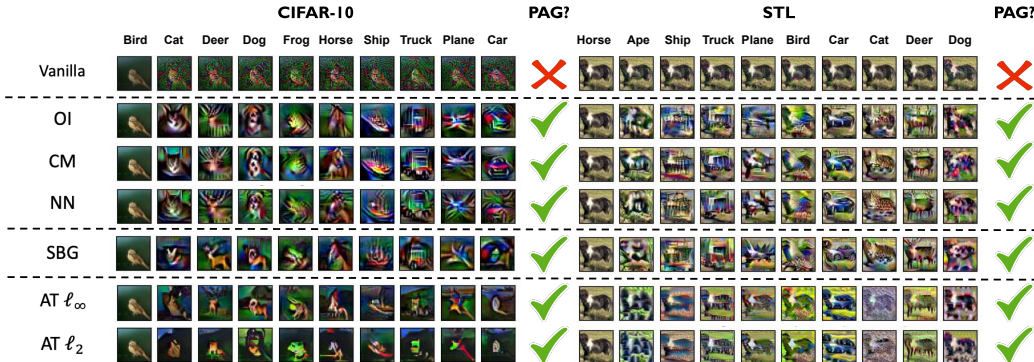 CIFAR-10 PAG? STL PAG?
Bird Cat Deer Dog Frog Horse Ship Truck Plane Car Horse Ape Ship Truck Plane Bird Car Cat Deer Dog
Vanilla
OI
CM
NN
SBG
AT ℓ∞
AT ℓ2